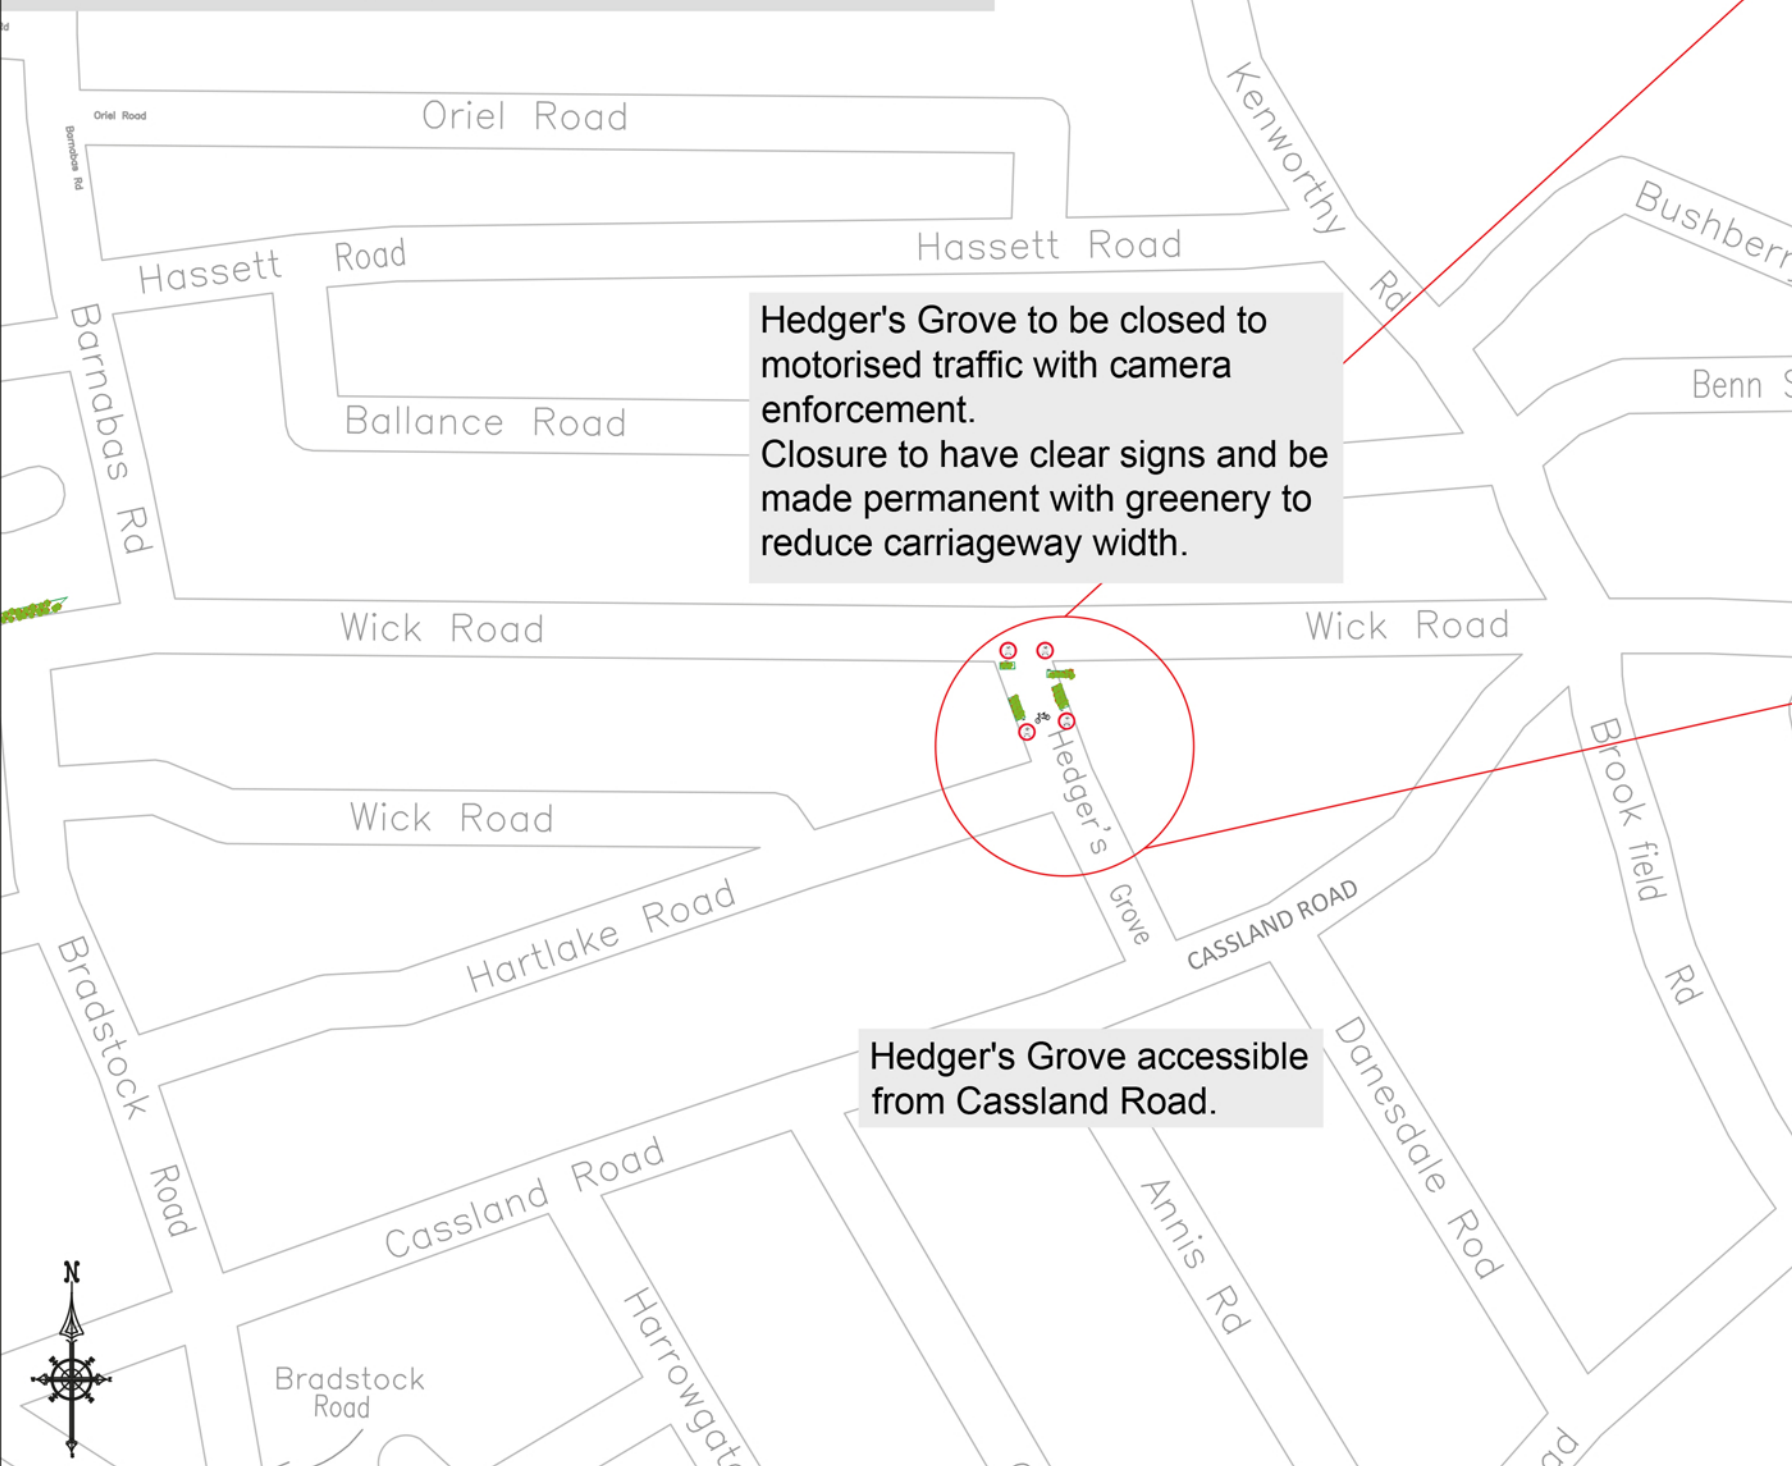 Oriel Road
Oriel Road
Barnabas Rd
Kenworthy
Rd
Bushberr
Hassett Road
Hassett Road
Barnabas Rd
Hedger's Grove to be closed to
motorised traffic with camera
enforcement.
Closure to have clear signs and be
made permanent with greenery to
reduce carriageway width.
Benn S
Ballance Road
Wick Road
Wick Road
Hedger's Grove
Brook field Rd
Wick Road
Hartlake Road
CASSLAND ROAD
Bradstock Road
Hedger's Grove accessible
from Cassland Road.
Danesdale Rod
Cassland Road
Annis Rd
Harrowgat
N
Bradstock
Road